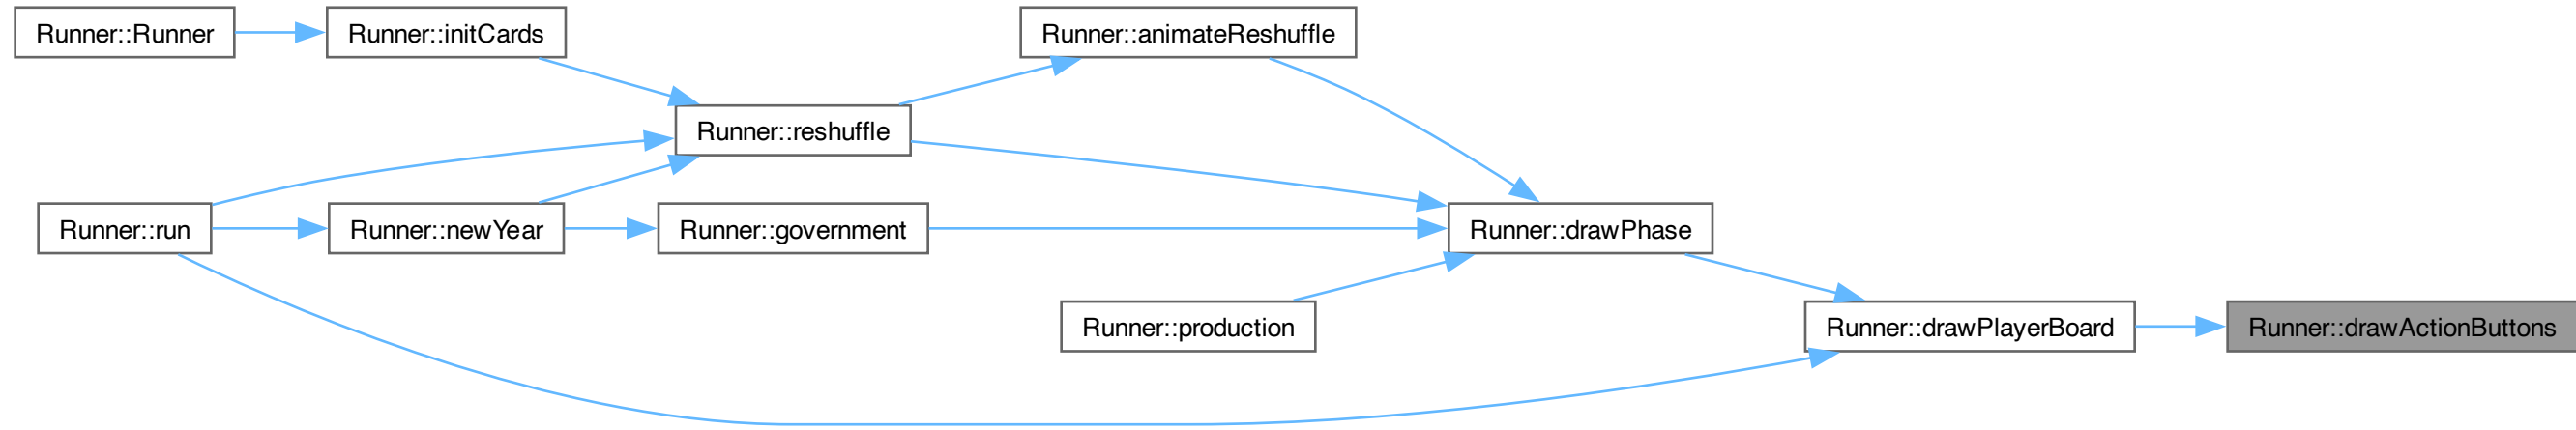 Runner::Runner
Runner::initCards
Runner::animateReshuffle
Runner::reshuffle
Runner::run
Runner::newYear
Runner::government
Runner::drawPhase
Runner::production
Runner::drawPlayerBoard
Runner::drawActionButtons